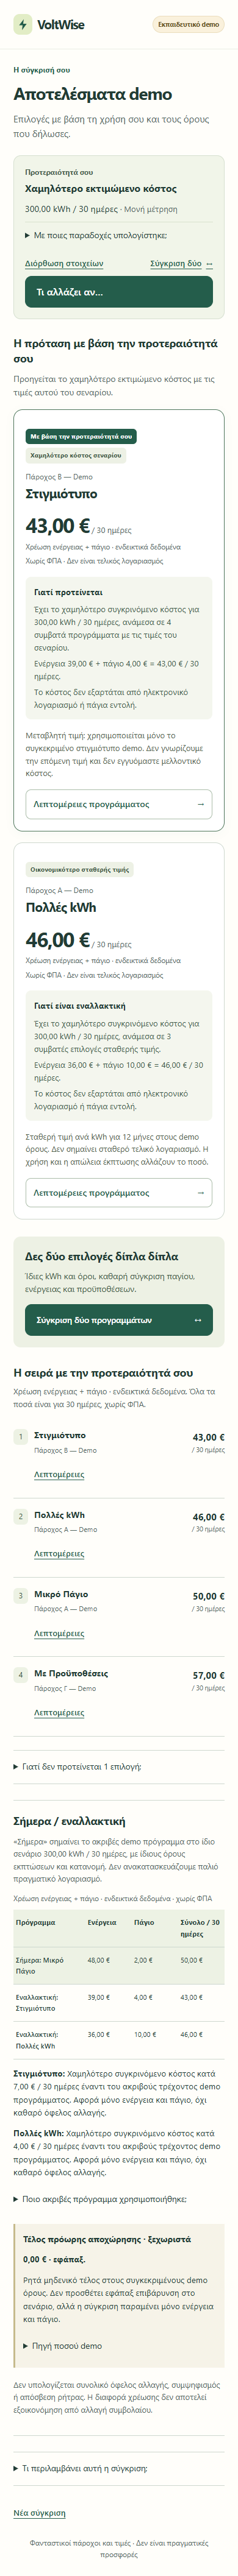 VoltWise
Εκπαιδευτικό demo
Η σύγκρισή σου
Αποτελέσματα demo
Επιλογές με βάση τη χρήση σου και τους όρους
που δήλωσες.
Προτεραιότητά σου
Χαμηλότερο εκτιμώμενο κόστος
300,00 kWh / 30 ημέρες · Μονή μέτρηση
▶ Με ποιες παραδοχές υπολογίστηκε;
Διόρθωση στοιχείων
Σύγκριση δύο ↔
Τι αλλάζει αν…
Η πρόταση με βάση την προτεραιότητά
σου
Προηγείται το χαμηλότερο εκτιμώμενο κόστος με τις
τιμές αυτού του σεναρίου.
Με βάση την προτεραιότητά σου
Χαμηλότερο κόστος σεναρίου
Πάροχος Β — Demo
Στιγμιότυπο
43,00 € / 30 ημέρες
Χρέωση ενέργειας + πάγιο · ενδεικτικά δεδομένα
Χωρίς ΦΠΑ · Δεν είναι τελικός λογαριασμός
Γιατί προτείνεται
Έχει το χαμηλότερο συγκρινόμενο κόστος για
300,00 kWh / 30 ημέρες, ανάμεσα σε 4
συμβατά προγράμματα με τις τιμές του
σεναρίου.
Ενέργεια 39,00 € + πάγιο 4,00 € = 43,00 € / 30
ημέρες.
Το κόστος δεν εξαρτάται από ηλεκτρονικό
λογαριασμό ή πάγια εντολή.
Μεταβλητή τιμή: χρησιμοποιείται μόνο το
συγκεκριμένο στιγμιότυπο demo. Δεν γνωρίζουμε
την επόμενη τιμή και δεν εγγυόμαστε μελλοντικό
κόστος.
Λεπτομέρειες προγράμματος →
Οικονομικότερο σταθερής τιμής
Πάροχος Α — Demo
Πολλές kWh
46,00 € / 30 ημέρες
Χρέωση ενέργειας + πάγιο · ενδεικτικά δεδομένα
Χωρίς ΦΠΑ · Δεν είναι τελικός λογαριασμός
Γιατί είναι εναλλακτική
Έχει το χαμηλότερο συγκρινόμενο κόστος για
300,00 kWh / 30 ημέρες, ανάμεσα σε 3
συμβατές επιλογές σταθερής τιμής.
Ενέργεια 36,00 € + πάγιο 10,00 € = 46,00 € / 30
ημέρες.
Το κόστος δεν εξαρτάται από ηλεκτρονικό
λογαριασμό ή πάγια εντολή.
Σταθερή τιμή ανά kWh για 12 μήνες στους demo
όρους. Δεν σημαίνει σταθερό τελικό λογαριασμό. Η
χρήση και η απώλεια έκπτωσης αλλάζουν το ποσό.
Λεπτομέρειες προγράμματος →
Δες δύο επιλογές δίπλα δίπλα
Ίδιες kWh και όροι, καθαρή σύγκριση παγίου,
ενέργειας και προϋποθέσεων.
Σύγκριση δύο προγραμμάτων ↔
Η σειρά με την προτεραιότητά σου
Χρέωση ενέργειας + πάγιο · ενδεικτικά δεδομένα. Όλα τα
ποσά είναι για 30 ημέρες, χωρίς ΦΠΑ.
1 Στιγμιότυπο 43,00 €
Πάροχος Β — Demo / 30 ημέρες
Λεπτομέρειες
2 Πολλές kWh 46,00 €
Πάροχος Α — Demo / 30 ημέρες
Λεπτομέρειες
3 Μικρό Πάγιο 50,00 €
Πάροχος Α — Demo / 30 ημέρες
Λεπτομέρειες
4 Με Προϋποθέσεις 57,00 €
Πάροχος Γ — Demo / 30 ημέρες
Λεπτομέρειες
▶ Γιατί δεν προτείνεται 1 επιλογή;
Σήμερα / εναλλακτική
«Σήμερα» σημαίνει το ακριβές demo πρόγραμμα στο ίδιο
σενάριο 300,00 kWh / 30 ημέρες, με ίδιους όρους
εκπτώσεων και κατανομή. Δεν ανακατασκευάζουμε παλιό
πραγματικό λογαριασμό.
Χρέωση ενέργειας + πάγιο · ενδεικτικά δεδομένα · χωρίς ΦΠΑ
Πρόγραμμα Ενέργεια Πάγιο Σύνολο / 30
ημέρες
Σήμερα: Μικρό 48,00 € 2,00 € 50,00 €
Πάγιο
Εναλλακτική: 39,00 € 4,00 € 43,00 €
Στιγμιότυπο
Εναλλακτική: 36,00 € 10,00 € 46,00 €
Πολλές kWh
Στιγμιότυπο: Χαμηλότερο συγκρινόμενο κόστος κατά
7,00 € / 30 ημέρες έναντι του ακριβούς τρέχοντος demo
προγράμματος. Αφορά μόνο ενέργεια και πάγιο, όχι
καθαρό όφελος αλλαγής.
Πολλές kWh: Χαμηλότερο συγκρινόμενο κόστος κατά
4,00 € / 30 ημέρες έναντι του ακριβούς τρέχοντος demo
προγράμματος. Αφορά μόνο ενέργεια και πάγιο, όχι
καθαρό όφελος αλλαγής.
▶ Ποιο ακριβές πρόγραμμα χρησιμοποιήθηκε;
Τέλος πρόωρης αποχώρησης · ξεχωριστά
0,00 € · εφάπαξ.
Ρητά μηδενικό τέλος στους συγκεκριμένους demo
όρους. Δεν προσθέτει εφάπαξ επιβάρυνση στο
σενάριο, αλλά η σύγκριση παραμένει μόνο ενέργεια
και πάγιο.
▶ Πηγή ποσού demo
Δεν υπολογίζεται συνολικό όφελος αλλαγής, συμψηφισμός
ή απόσβεση ρήτρας. Η διαφορά χρέωσης δεν αποτελεί
εξοικονόμηση από αλλαγή συμβολαίου.
▶ Τι περιλαμβάνει αυτή η σύγκριση;
Νέα σύγκριση
Φανταστικοί πάροχοι και τιμές · Δεν είναι πραγματικές
προσφορές